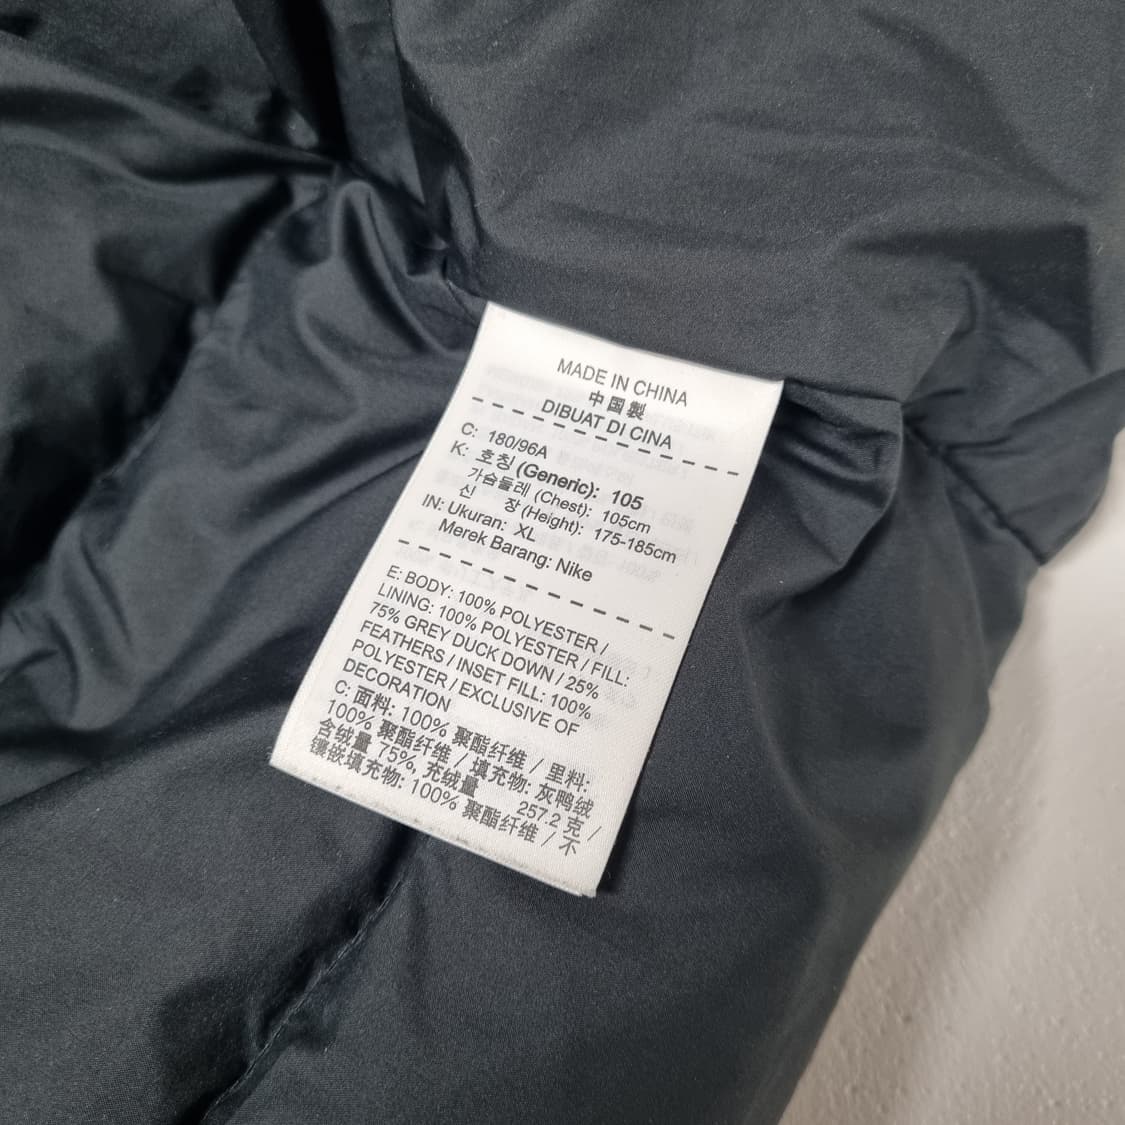 MADE IN CHINA
中国製
DIBUAT DI CINA
C: 180/96A
K: 호칭 (Generic): 105
가슴둘레 (Chest): 105cm
신 장 (Height): 175-185cm
IN: Ukuran: XL
Merek Barang: Nike
E: BODY: 100% POLYESTER /
LINING: 100% POLYESTER / FILL:
75% GREY DUCK DOWN / 25%
FEATHERS / INSET FILL: 100%
POLYESTER / EXCLUSIVE OF
DECORATION
C: 面料: 100% 聚酯纤维 / 里料:
100% 聚酯纤维 / 填充物: 灰鸭绒
含绒量 75%, 充绒量 257.2 克 /
镶嵌填充物: 100% 聚酯纤维 / 不